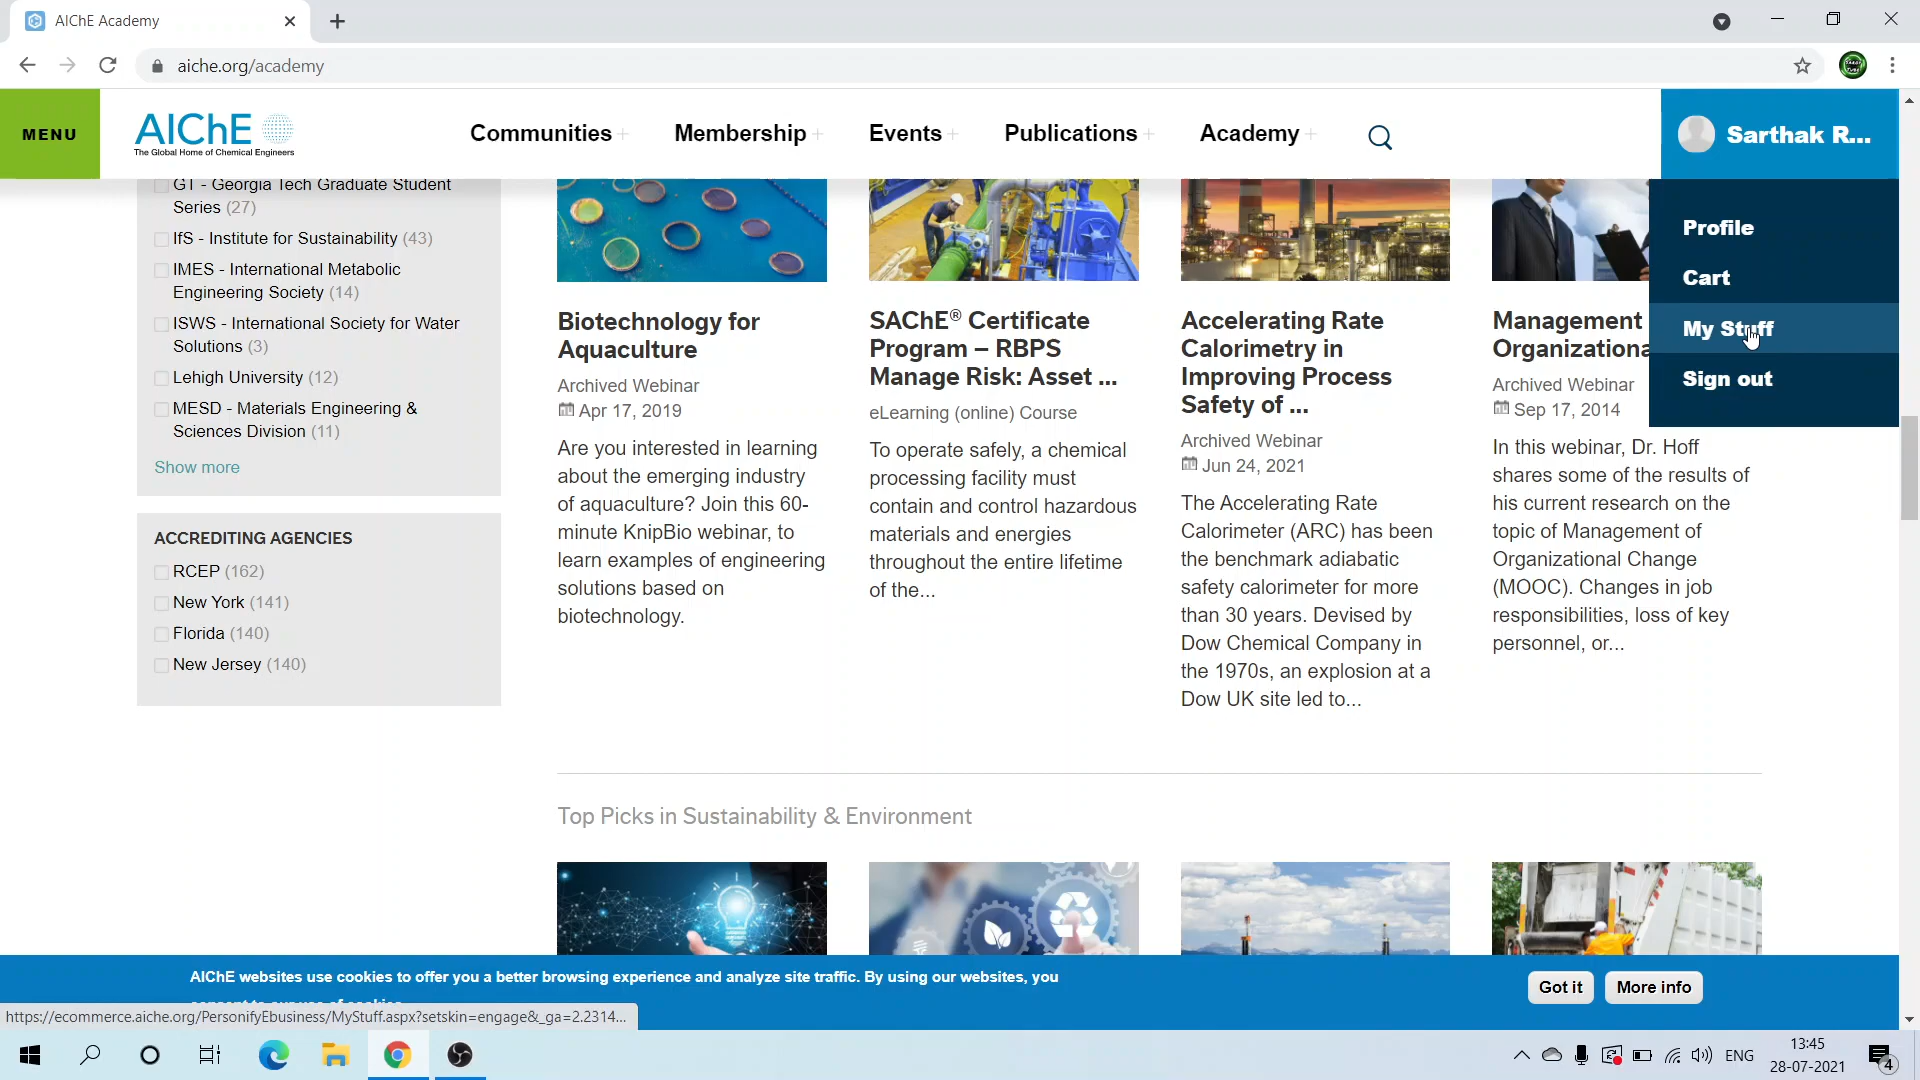 AIChE Academy
aiche.org/academy
MENU
AIChE
The Global Home of Chemical Engineers
Communities+
Membership+
Events+
Publications+
Academy+
Sarthak R...
Profile
Cart
My Stuff
Sign out
GT - Georgia Tech Graduate Student
Series (27)
IfS - Institute for Sustainability (43)
IMES - International Metabolic
Engineering Society (14)
ISWS - International Society for Water
Solutions (3)
Lehigh University (12)
MESD - Materials Engineering &
Sciences Division (11)
Show more
ACCREDITING AGENCIES
RCEP (162)
New York (141)
Florida (140)
New Jersey (140)
Biotechnology for
Aquaculture
Archived Webinar
Apr 17, 2019
Are you interested in learning
about the emerging industry
of aquaculture? Join this 60-
minute KnipBio webinar, to
learn examples of engineering
solutions based on
biotechnology.
SAChE® Certificate
Program – RBPS
Manage Risk: Asset ...
eLearning (online) Course
To operate safely, a chemical
processing facility must
contain and control hazardous
materials and energies
throughout the entire lifetime
of the...
Accelerating Rate
Calorimetry in
Improving Process
Safety of ...
Archived Webinar
Jun 24, 2021
The Accelerating Rate
Calorimeter (ARC) has been
the benchmark adiabatic
safety calorimeter for more
than 30 years. Devised by
Dow Chemical Company in
the 1970s, an explosion at a
Dow UK site led to...
Management
Organizationa
Archived Webinar
Sep 17, 2014
In this webinar, Dr. Hoff
shares some of the results of
his current research on the
topic of Management of
Organizational Change
(MOOC). Changes in job
responsibilities, loss of key
personnel, or...
Top Picks in Sustainability & Environment
AIChE websites use cookies to offer you a better browsing experience and analyze site traffic. By using our websites, you
consent to our use of cookies
Got it
More info
https://ecommerce.aiche.org/PersonifyEbusiness/MyStuff.aspx?setskin=engage&_ga=2.2314...
ENG
13:45
28-07-2021
4